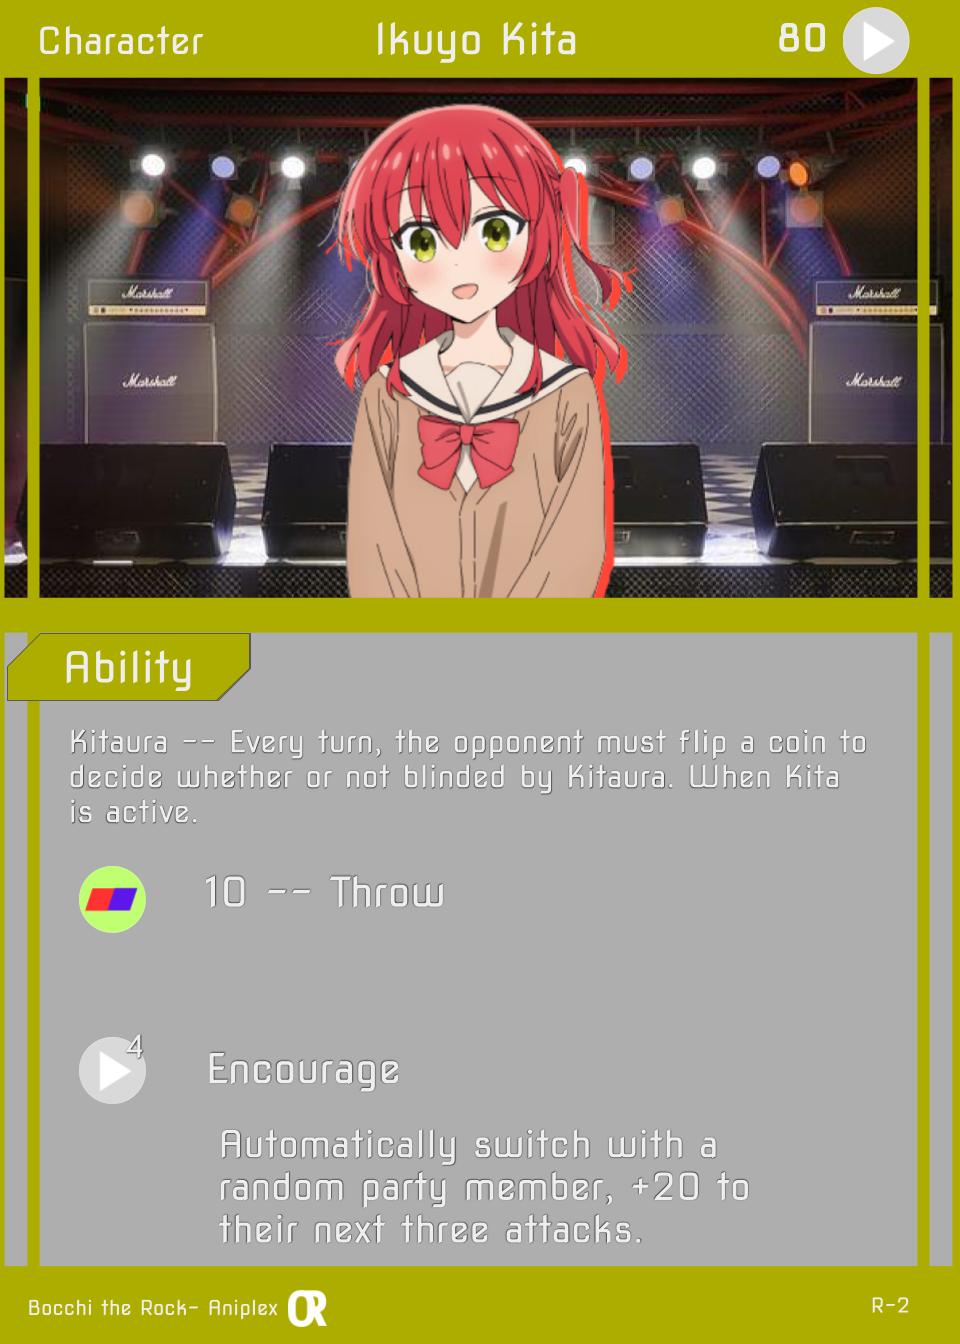 Character
Ikuyo Kita
80
Marshall
Marshall
Marshall
Marshall
Ability
Kitaura -- Every turn, the opponent must flip a coin to
decide whether or not blinded by Kitaura. When Kita
is active.
10 -- Throw
4
Encourage
Automatically switch with a
random party member, +20 to
their next three attacks.
Bocchi the Rock- Aniplex OR
R-2